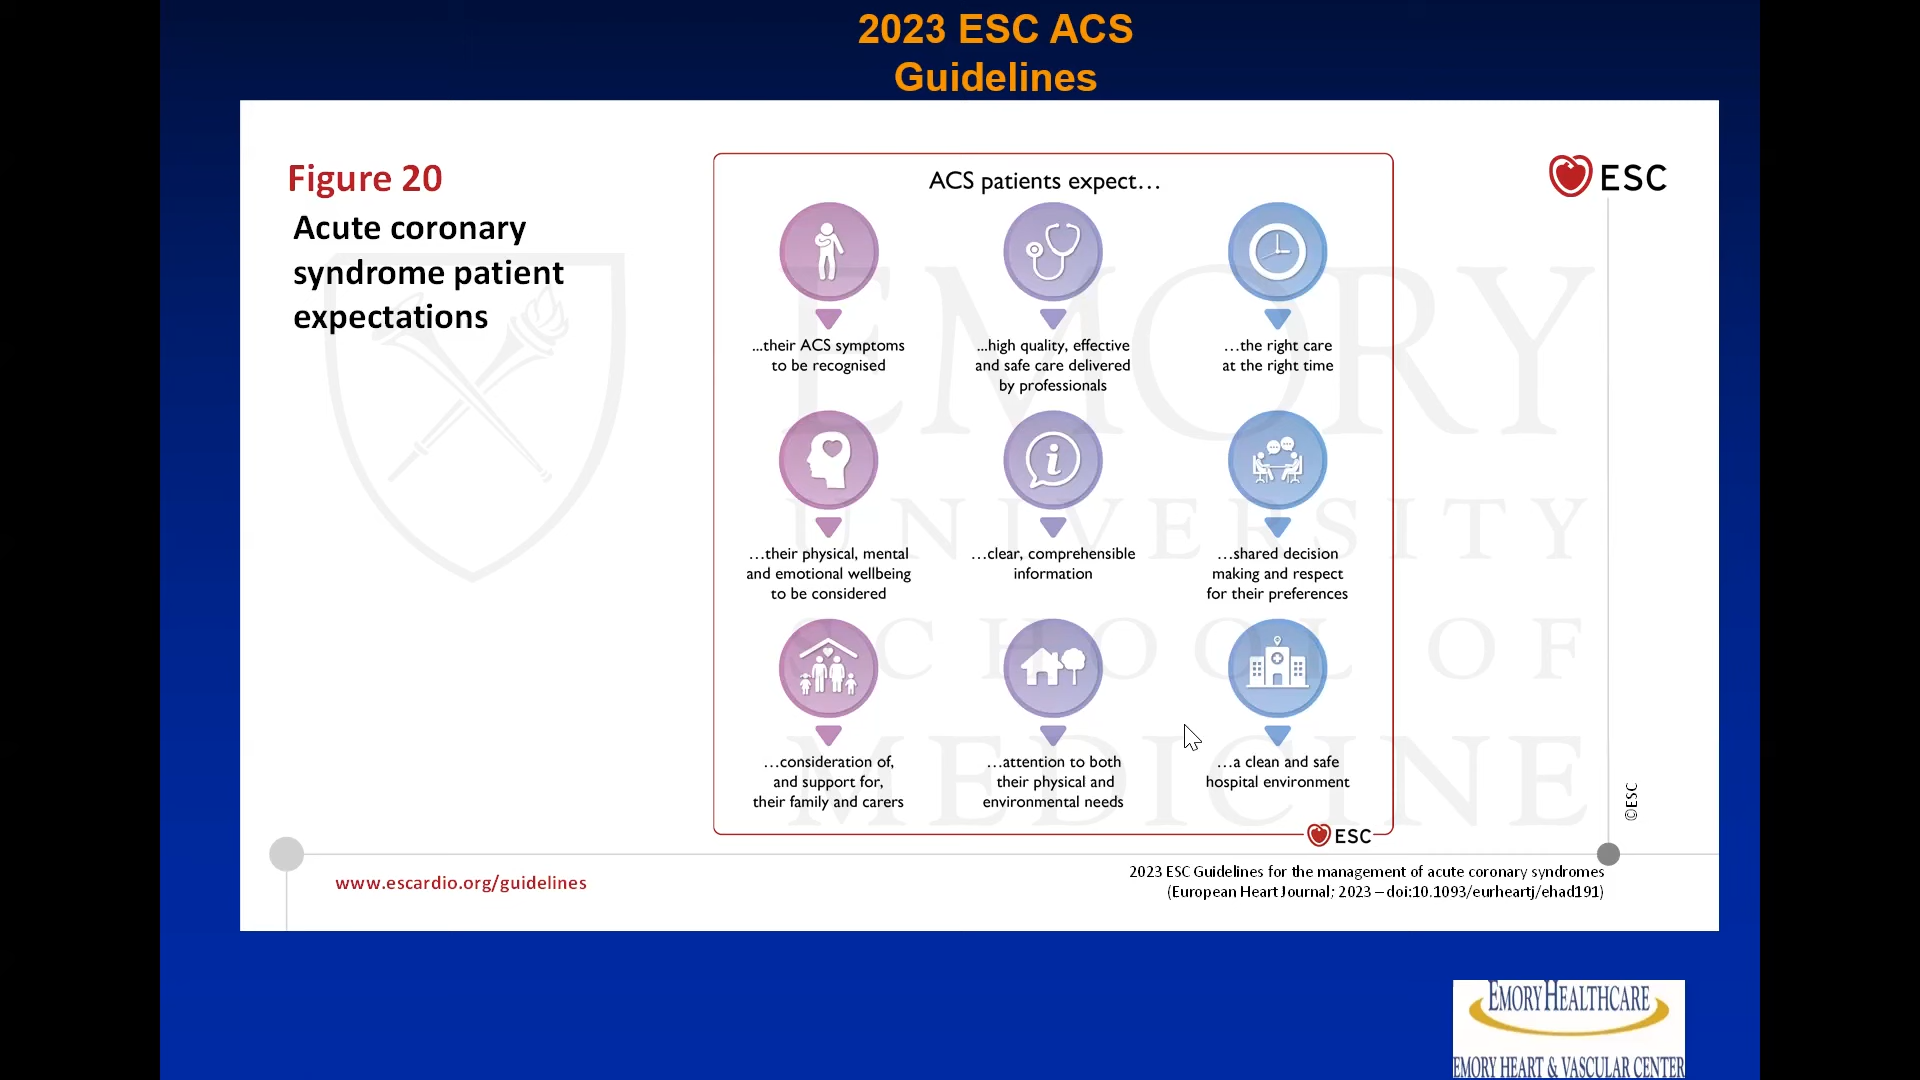 2023 ESC ACS
Guidelines
Figure 20
Acute coronary
syndrome patient
expectations
ESC
ACS patients expect…
...their ACS symptoms
to be recognised
...high quality, effective
and safe care delivered
by professionals
…the right care
at the right time
…their physical, mental
and emotional wellbeing
to be considered
…clear, comprehensible
information
…shared decision
making and respect
for their preferences
…consideration of,
and support for,
their family and carers
…attention to both
their physical and
environmental needs
…a clean and safe
hospital environment
ESC
©ESC
EMORY
UNIVERSITY
SCHOOL OF
MEDICINE
www.escardio.org/guidelines
2023 ESC Guidelines for the management of acute coronary syndromes
(European Heart Journal; 2023 – doi:10.1093/eurheartj/ehad191)
EMORY HEALTHCARE
EMORY HEART & VASCULAR CENTER